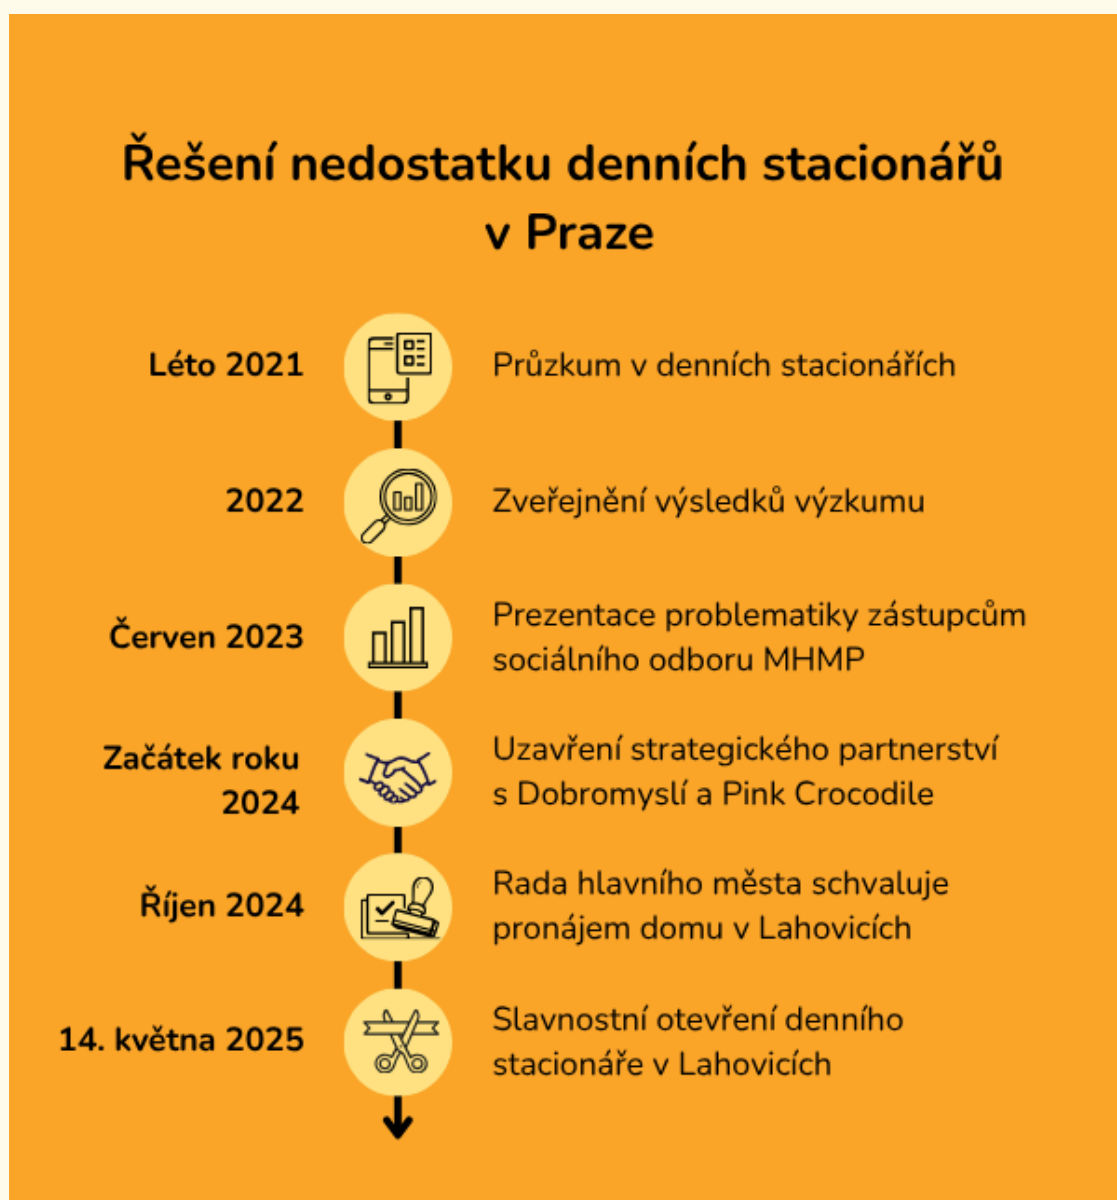 Řešení nedostatku denních stacionářů
v Praze
Léto 2021
Průzkum v denních stacionářích
2022
Zveřejnění výsledků výzkumu
Červen 2023
Prezentace problematiky zástupcům
sociálního odboru MHMP
Začátek roku
2024
Uzavření strategického partnerství
s Dobromyslí a Pink Crocodile
Říjen 2024
Rada hlavního města schvaluje
pronájem domu v Lahovicích
14. května 2025
Slavnostní otevření denního
stacionáře v Lahovicích